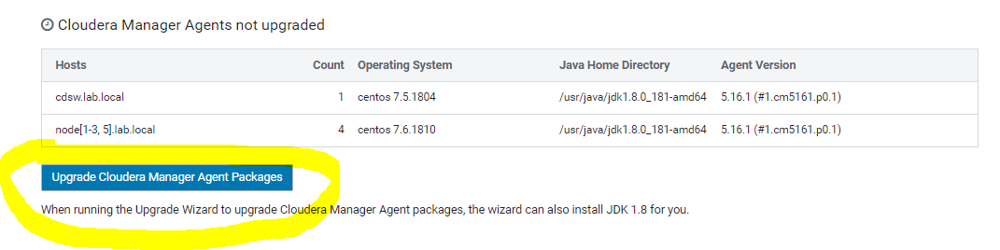 Cloudera Manager Agents not upgraded
Hosts Count Operating System Java Home Directory Agent Version
cdsw.lab.local 1 centos 7.5.1804 /usr/java/jdk1.8.0_181-amd64 5.16.1 (#1.cm5161.p0.1)
node[1-3, 5].lab.local 4 centos 7.6.1810 /usr/java/jdk1.8.0_181-amd64 5.16.1 (#1.cm5161.p0.1)
Upgrade Cloudera Manager Agent Packages
When running the Upgrade Wizard to upgrade Cloudera Manager Agent packages, the wizard can also install JDK 1.8 for you.